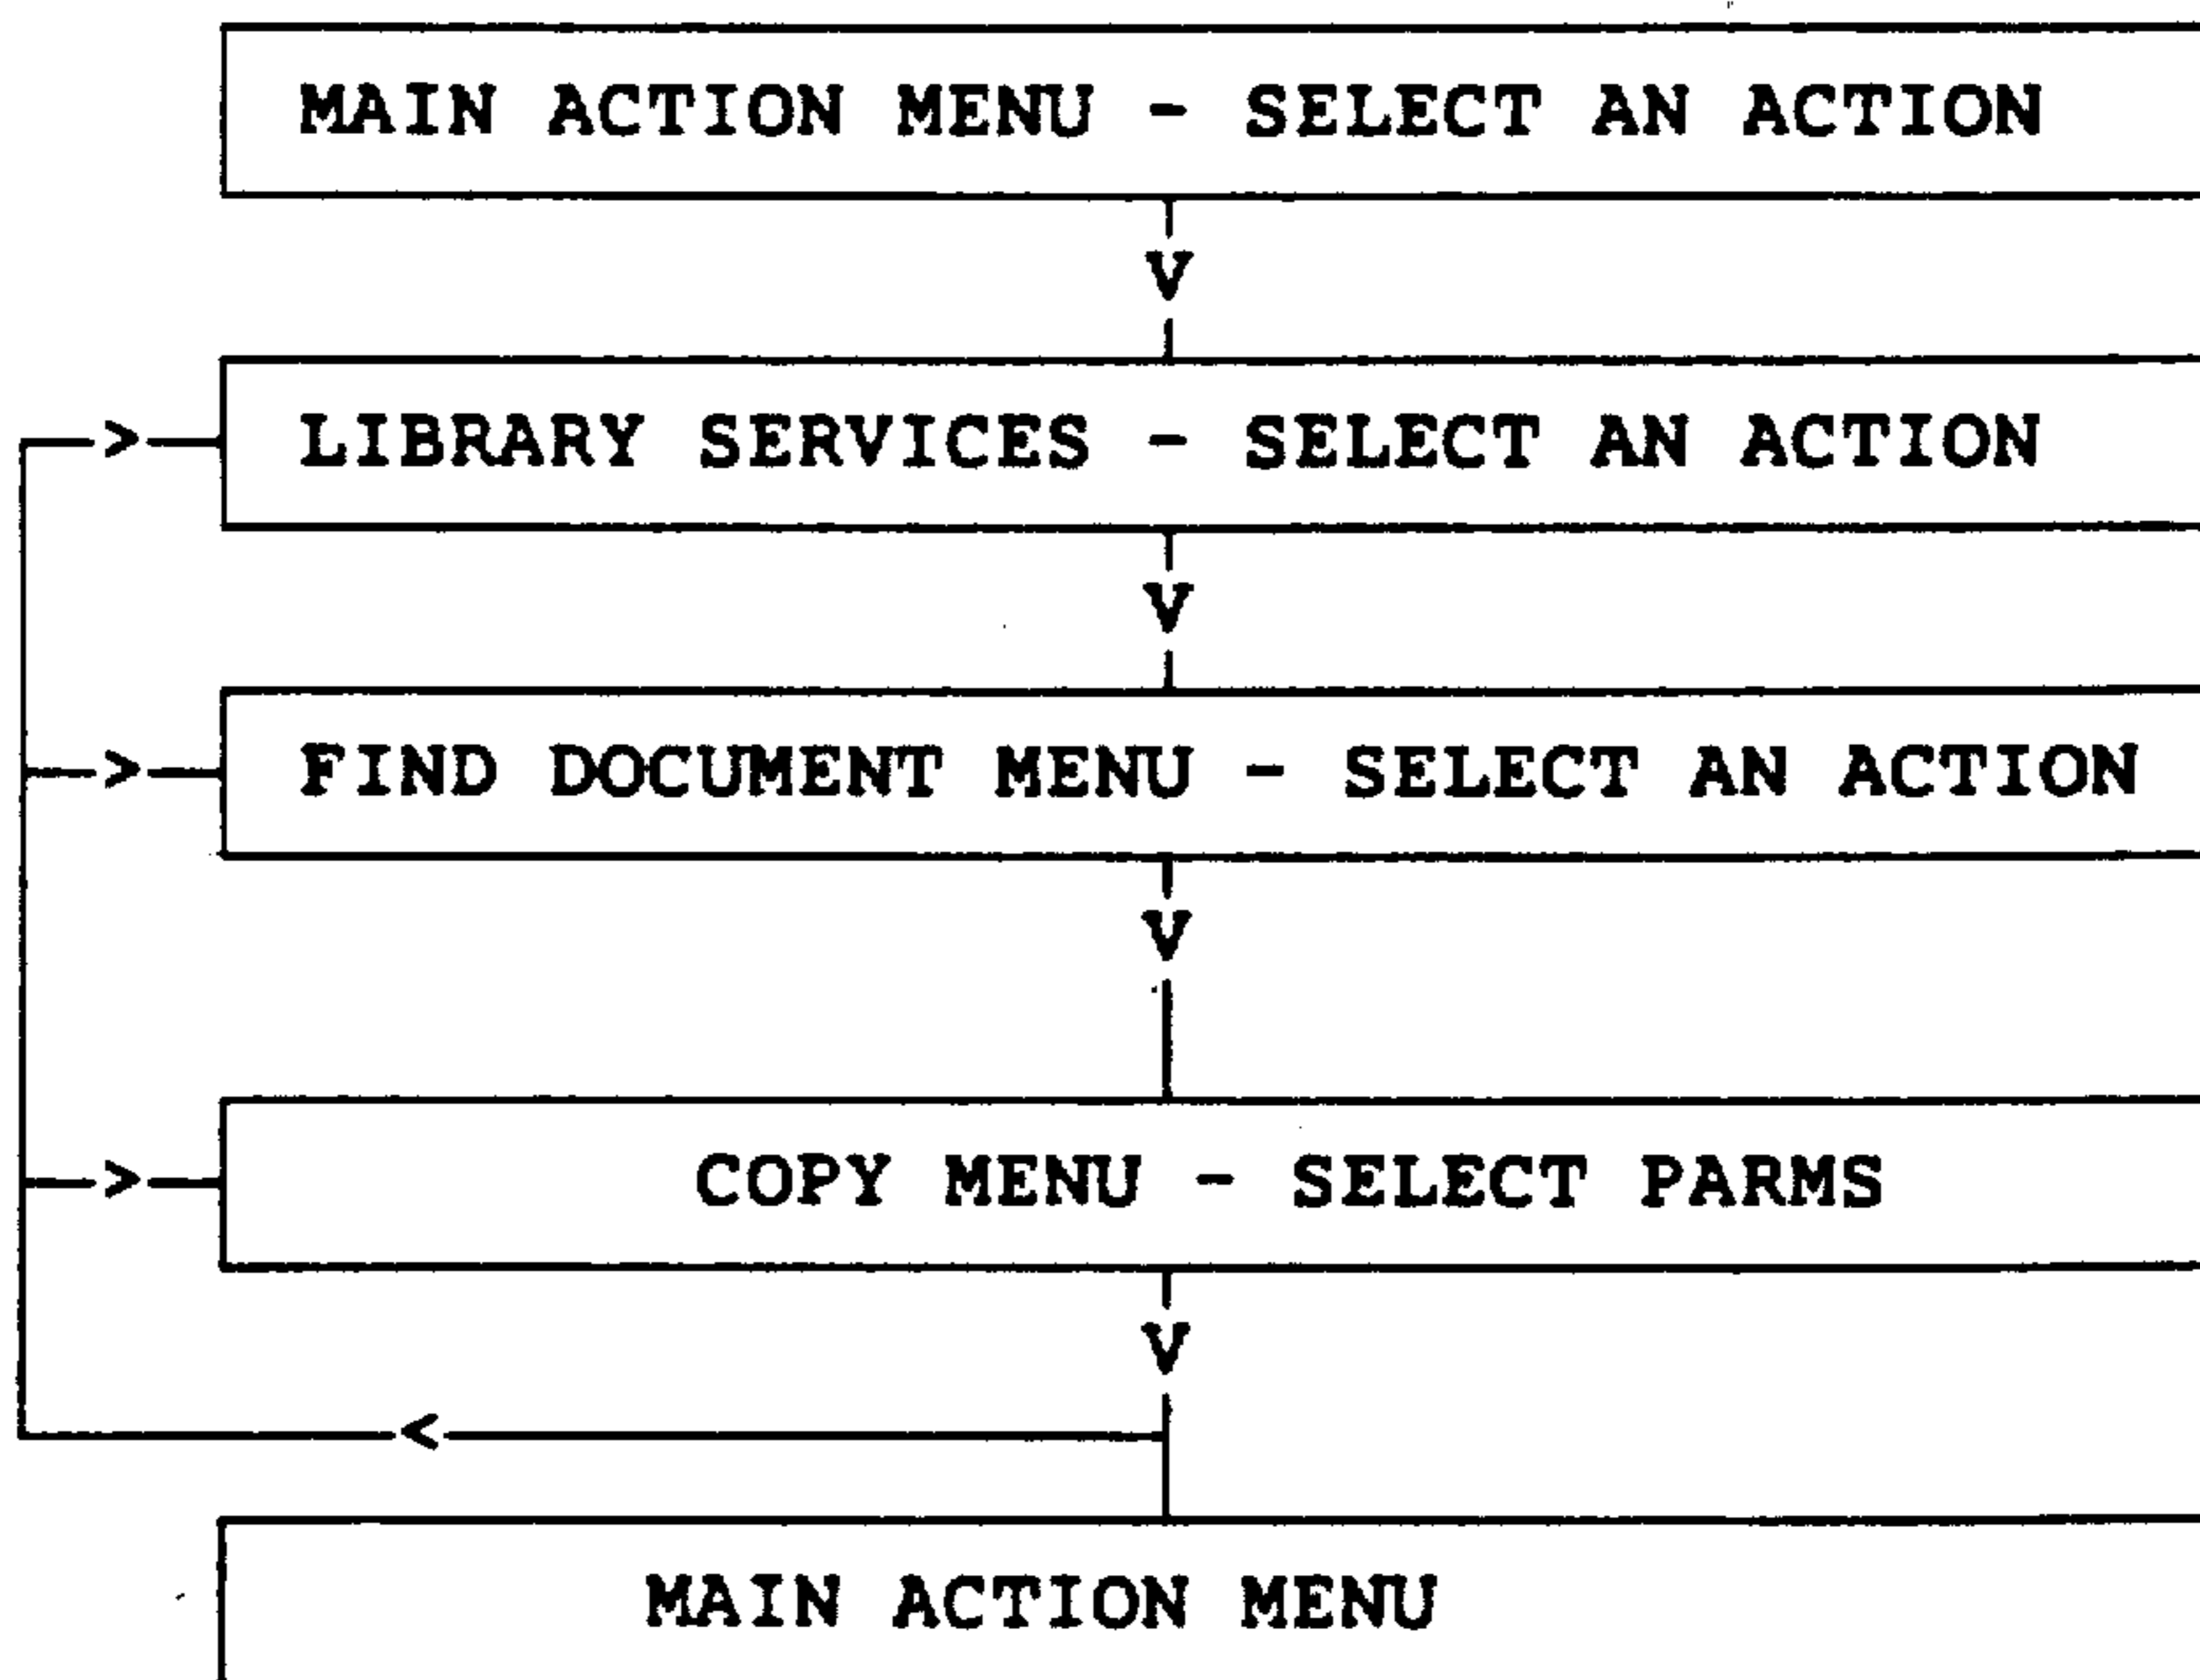 MAIN ACTION MENU - SELECT AN ACTION
V
LIBRARY SERVICES - SELECT AN ACTION
V
FIND DOCUMENT MENU - SELECT AN ACTION
V
COPY MENU - SELECT PARMS
V
MAIN ACTION MENU